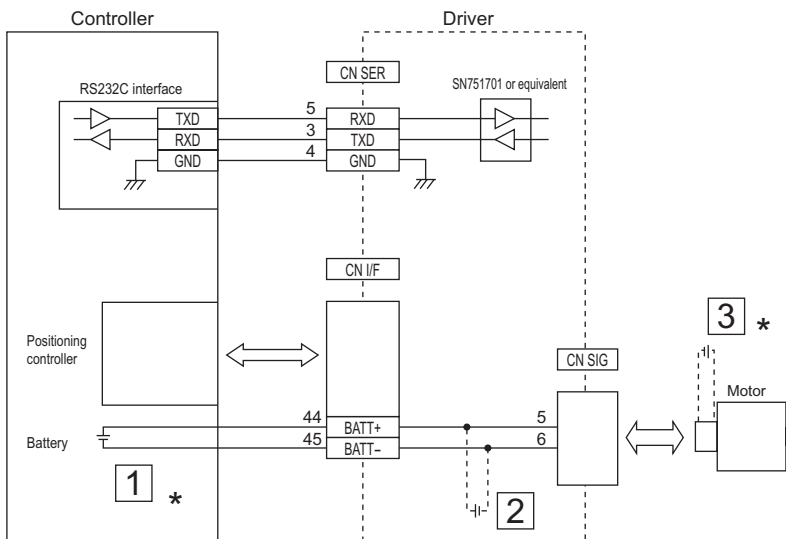 Controller
Driver
CN SER
RS232C interface
SN751701 or equivalent
TXD
5
RXD
RXD
3
TXD
GND
4
GND
CN I/F
3 *
Positioning
controller
CN SIG
Motor
44
BATT+
5
Battery
45
BATT−
6
1 *
2